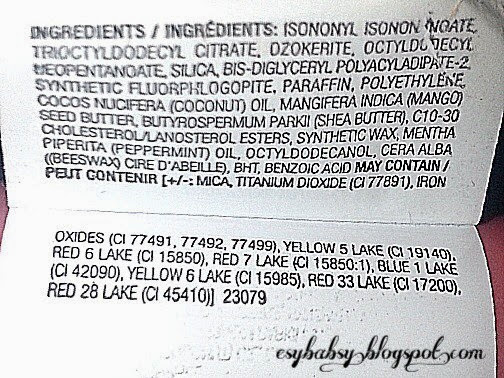 INGREDIENTS / INGRÉDIENTS: ISONONYL ISONONANOATE,
TRIOCTYLDODECYL CITRATE, OZOKERITE, OCTYLDODECYL
NEOPENTANOATE, SILICA, BIS-DIGLYCERYL POLYACYLADIPATE-2,
SYNTHETIC FLUORPHLOGOPITE, PARAFFIN, POLYETHYLENE,
COCOS NUCIFERA (COCONUT) OIL, MANGIFERA INDICA (MANGO)
SEED BUTTER, BUTYROSPERMUM PARKII (SHEA BUTTER), C10-30
CHOLESTEROL/LANOSTEROL ESTERS, SYNTHETIC WAX, MENTHA
PIPERITA (PEPPERMINT) OIL, OCTYLDODECANOL, CERA ALBA
((BEESWAX) CIRE D'ABEILLE), BHT, BENZOIC ACID MAY CONTAIN /
PEUT CONTENIR [+/-: MICA, TITANIUM DIOXIDE (CI 77891), IRON
OXIDES (CI 77491, 77492, 77499), YELLOW 5 LAKE (CI 19140),
RED 6 LAKE (CI 15850), RED 7 LAKE (CI 15850:1), BLUE 1 LAKE
(CI 42090), YELLOW 6 LAKE (CI 15985), RED 33 LAKE (CI 17200),
RED 28 LAKE (CI 45410)] 23079
esybabsy.blogspot.com